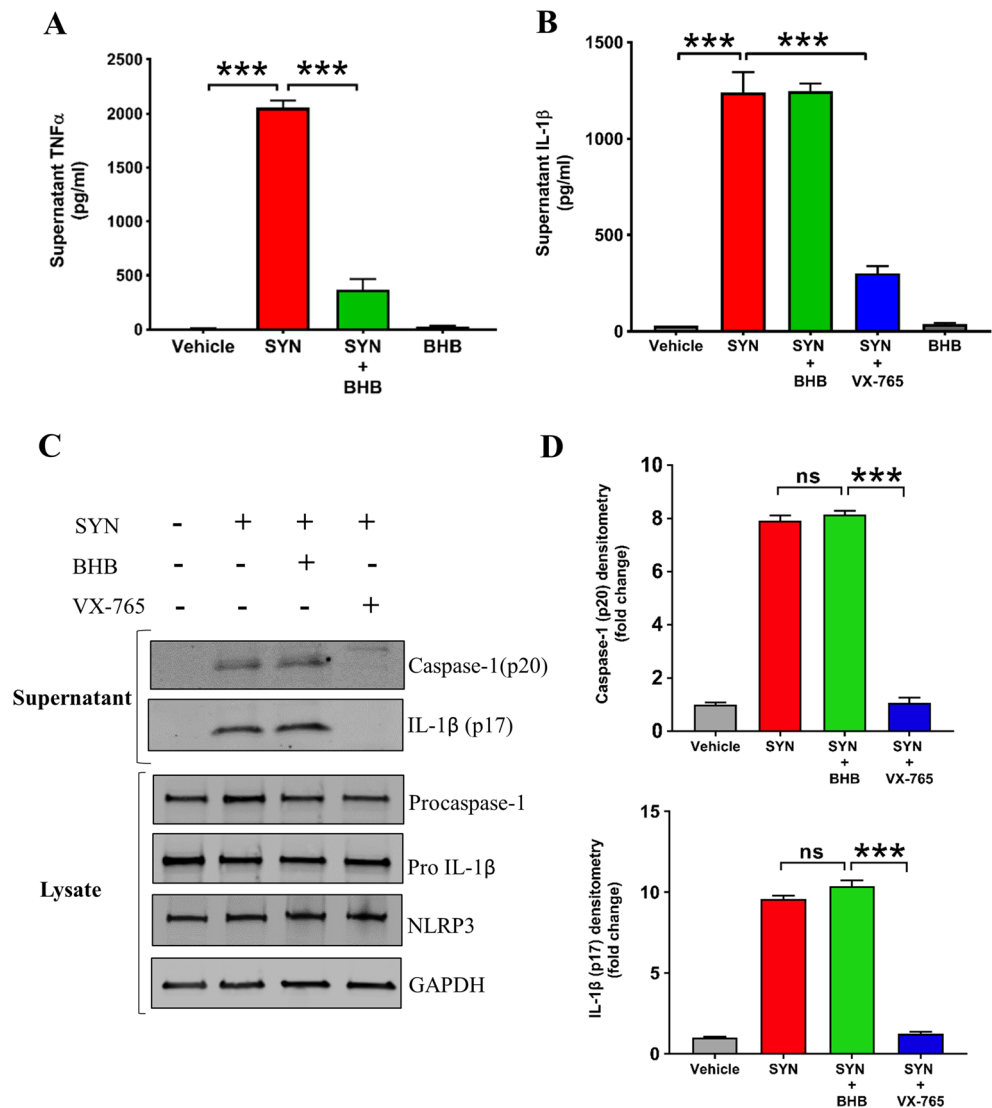 A
Supernatant TNFα
(pg/ml)
2500
2000
1500
1000
500
0
*** ***
Vehicle SYN SYN + BHB BHB
B
Supernatant IL-1β
(pg/ml)
1500
1000
500
0
*** ***
Vehicle SYN SYN + BHB SYN + VX-765 BHB
C
SYN - + + +
BHB - - + -
VX-765 - - - +
Supernatant
Caspase-1(p20)
IL-1β (p17)
Lysate
Procaspase-1
Pro IL-1β
NLRP3
GAPDH
D
Caspase-1 (p20) densitometry
(fold change)
10
8
6
4
2
0
ns ***
Vehicle SYN SYN + BHB SYN + VX-765
IL-1β (p17) densitometry
(fold change)
15
10
5
0
ns ***
Vehicle SYN SYN + BHB SYN + VX-765